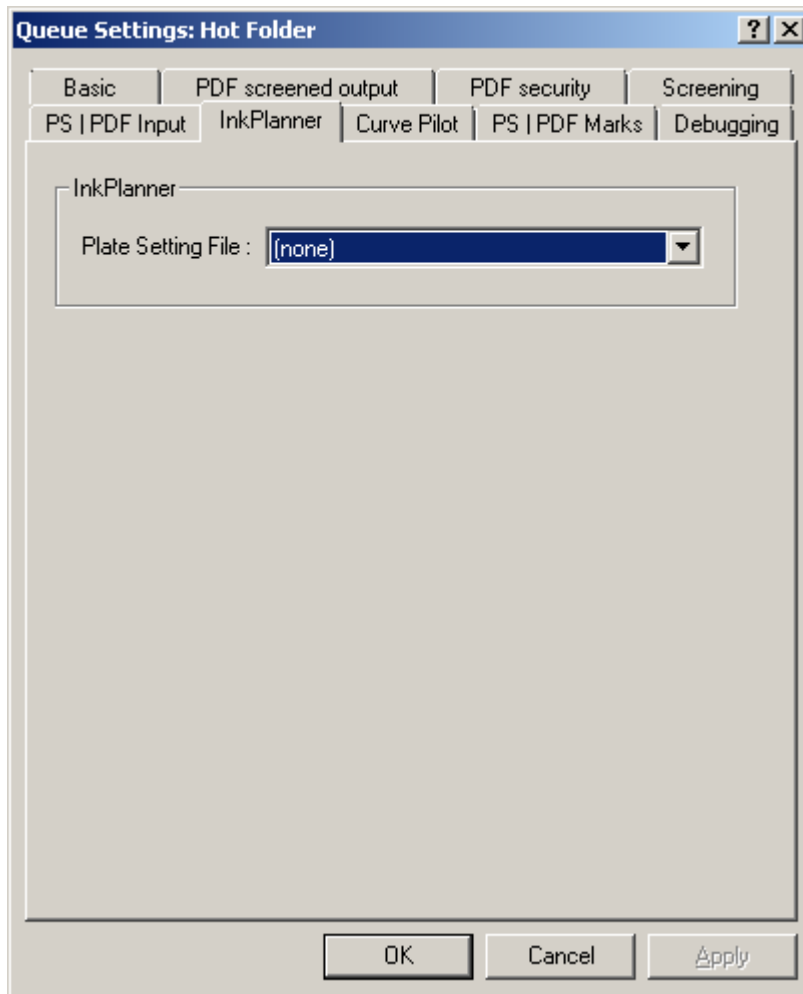 Queue Settings: Hot Folder
Basic PDF screened output PDF security Screening
PS | PDF Input InkPlanner Curve Pilot PS | PDF Marks Debugging
InkPlanner
Plate Setting File : (none)
OK Cancel Apply